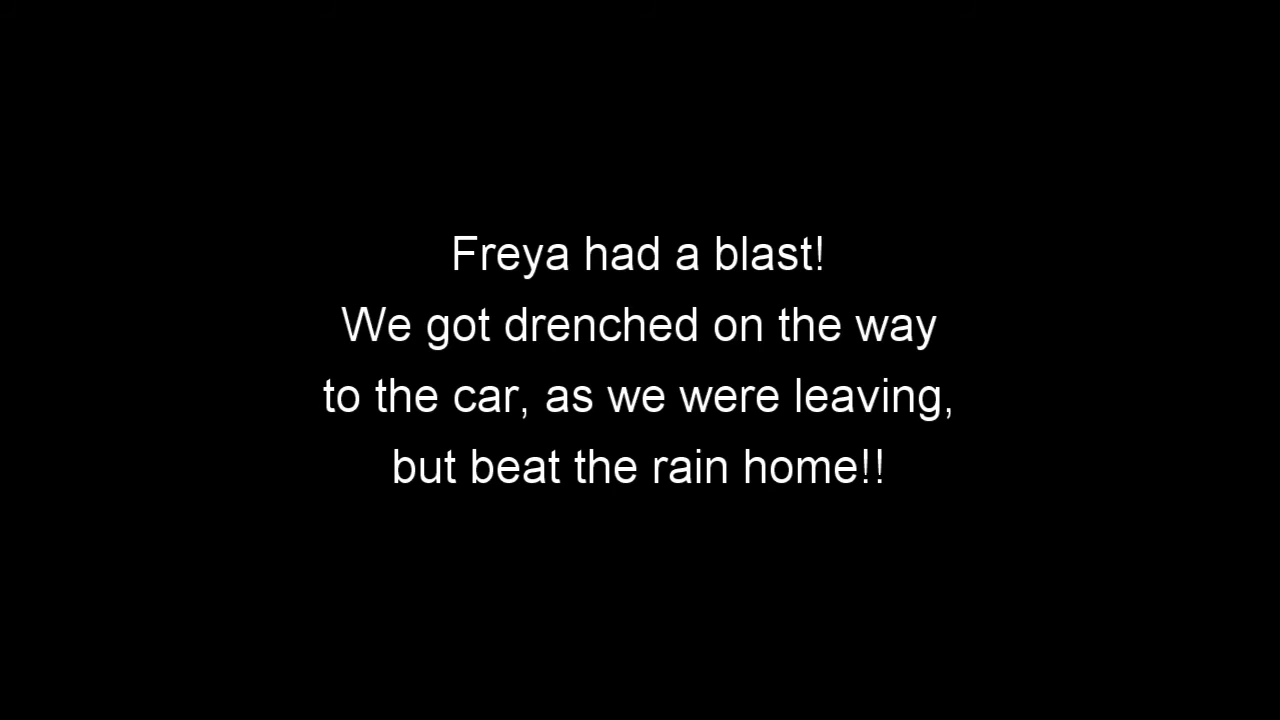 Freya had a blast!
We got drenched on the way
to the car, as we were leaving,
but beat the rain home!!